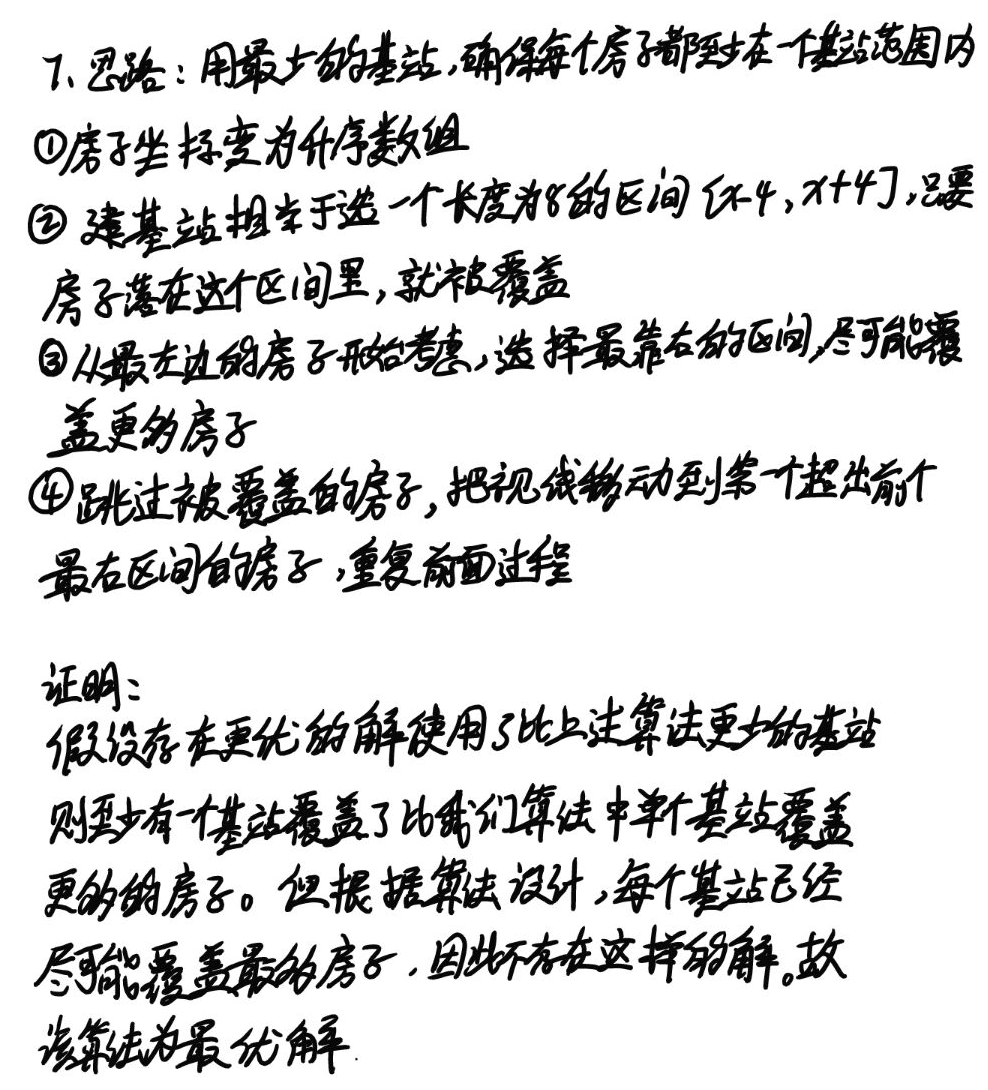 7、思路：用最少的基站，确保每个房子都至少在一个基站范围内
①房子坐标变为升序数组
② 建基站相当于选一个长度为8的区间 [x-4, x+4]，只要
房子落在这个区间里，就被覆盖
③从最左边的房子开始考虑，选择最靠右的区间，尽可能覆
盖更多房子
④跳过被覆盖的房子，把视线移动到第一个超出前个
最右区间的房子，重复前面过程
证明：
假设存在更优的解使用了比上述算法更少的基站
则至少有一个基站覆盖了比我们算法中单个基站覆盖
更多的房子。但根据算法设计，每个基站已经
尽可能覆盖最多房子，因此不存在这样的解。故
该算法为最优解.